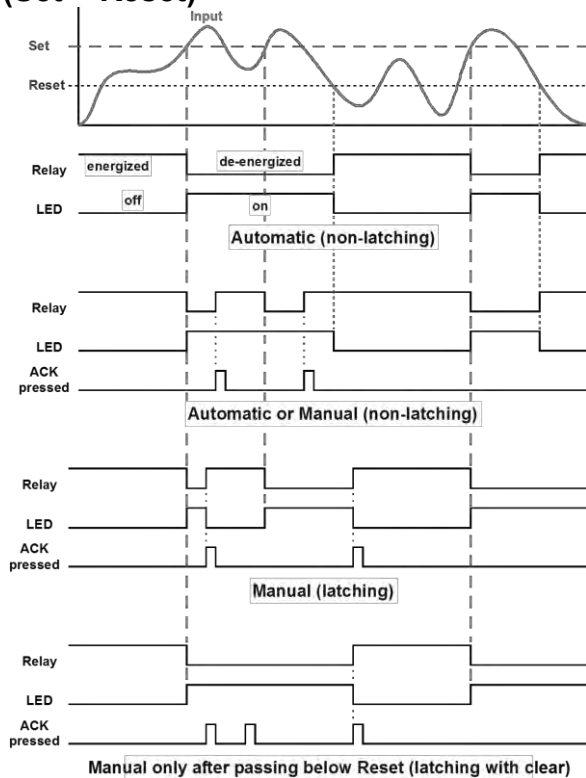 Input
Set
Reset
Relay energized de-energized
LED off on
Automatic (non-latching)
Relay
LED
ACK
pressed
Automatic or Manual (non-latching)
Relay
LED
ACK
pressed
Manual (latching)
Relay
LED
ACK
pressed
Manual only after passing below Reset (latching with clear)